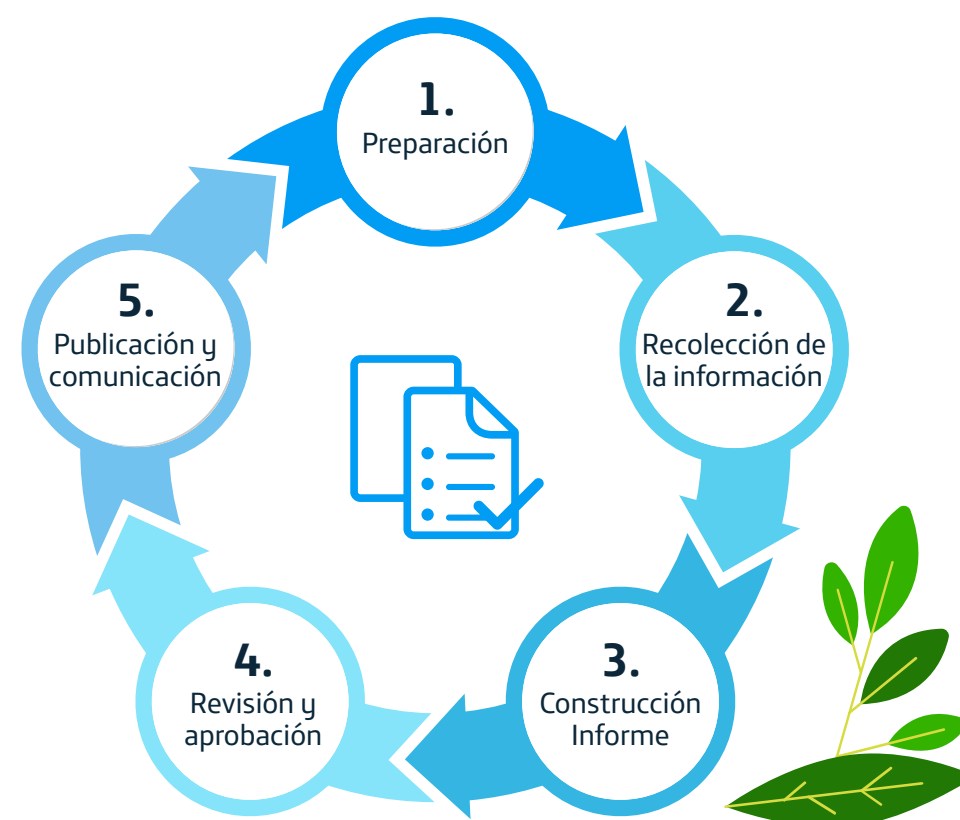 1.
Preparación
2.
Recolección de
la información
3.
Construcción
Informe
4.
Revisión y
aprobación
5.
Publicación y
comunicación